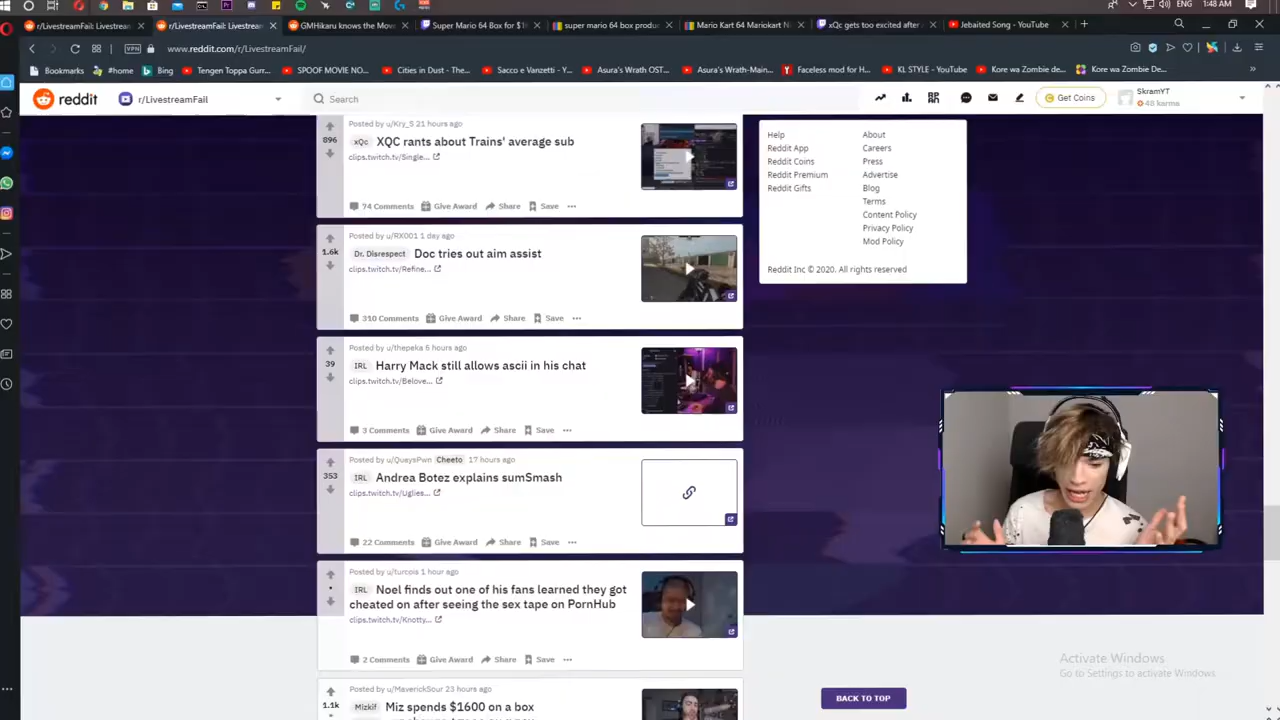 ENG 1:48 AM
r/LivestreamFail
r/LivestreamFail
GMHikaru knows the Move
Super Mario 64 Box for $1
super mario 64 box produ
Mario Kart 64 Mariokart N
xQc gets too excited after
Jebaited Song - YouTube
VPN
www.reddit.com/r/LivestreamFail/
Bookmarks
#home
Bing
Tengen Toppa Gurr...
SPOOF MOVIE NO...
Cities in Dust - The...
Sacco e Vanzetti - Y...
Asura's Wrath OST...
Asura's Wrath-Main...
Faceless mod for H...
KL STYLE - YouTube
Kore wa Zombie de...
Kore wa Zombi De...
reddit
r/LivestreamFail
Search
Get Coins
SkramYT
48 karma
Posted by u/Kry_S 21 hours ago
896
xQc XQC rants about Trains' average sub
clips.twitch.tv/Single...
74 Comments Give Award Share Save
Posted by u/RX001 1 day ago
1.6k
Dr. Disrespect Doc tries out aim assist
clips.twitch.tv/Refine...
310 Comments Give Award Share Save
Posted by u/thepeka 6 hours ago
39
IRL Harry Mack still allows ascii in his chat
clips.twitch.tv/Belove...
3 Comments Give Award Share Save
Posted by u/QuaysPwn Cheeto 17 hours ago
353
IRL Andrea Botez explains sumSmash
clips.twitch.tv/Uglies...
22 Comments Give Award Share Save
Posted by u/turcois 1 hour ago
IRL Noel finds out one of his fans learned they got
cheated on after seeing the sex tape on PornHub
clips.twitch.tv/Knotty...
2 Comments Give Award Share Save
Posted by u/MaverickSour 23 hours ago
1.1k
Mizkif Miz spends $1600 on a box
Help
About
Reddit App
Careers
Reddit Coins
Press
Reddit Premium
Advertise
Reddit Gifts
Blog
Terms
Content Policy
Privacy Policy
Mod Policy
Reddit Inc © 2020. All rights reserved
Activate Windows
Go to Settings to activate Windows.
BACK TO TOP